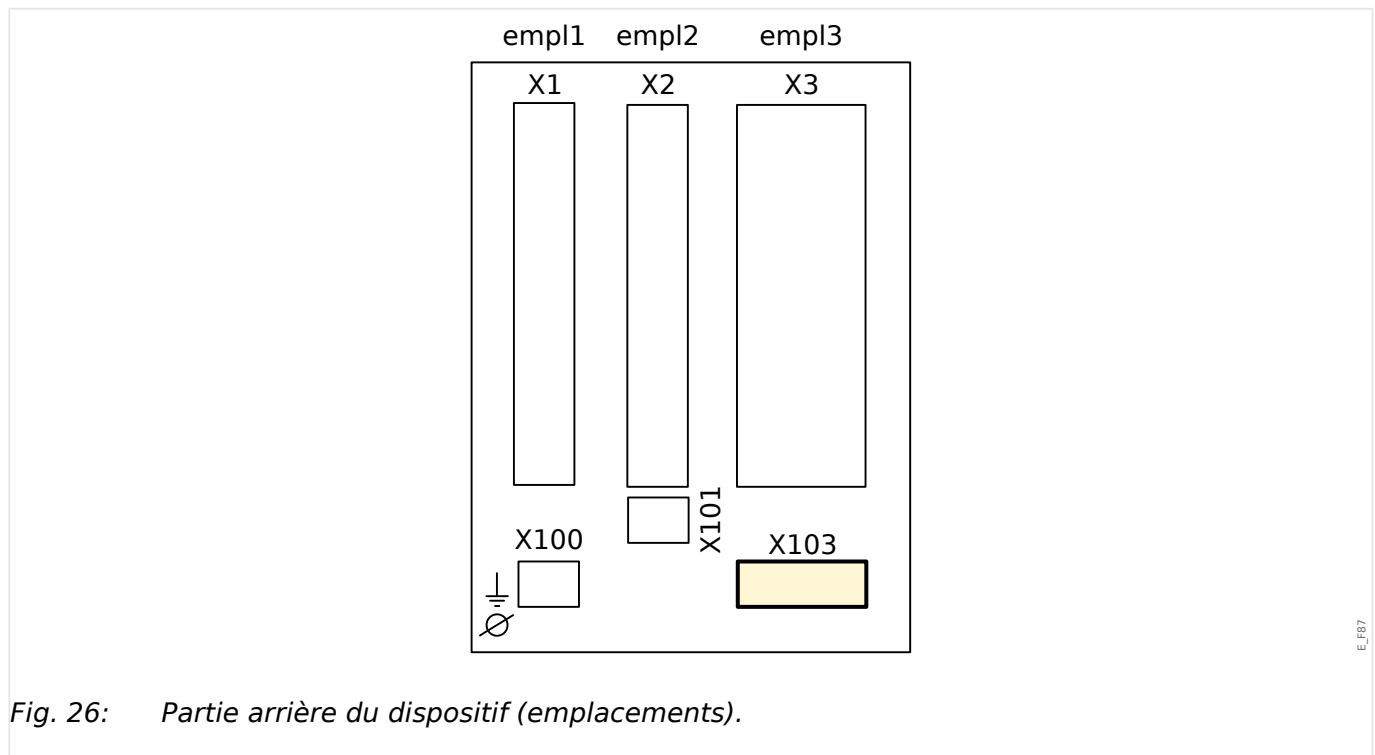 empl1 empl2 empl3
X1 X2 X3
X101
X100 X103
E_F87
Fig. 26: Partie arrière du dispositif (emplacements).